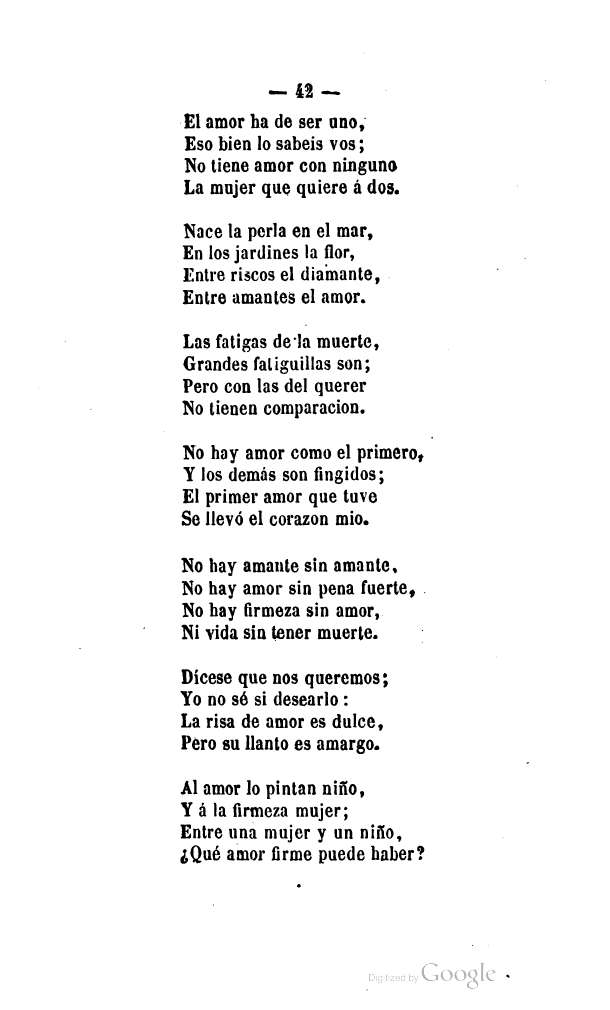 — 42 —
El amor ha de ser uno,
Eso bien lo sabeis vos;
No tiene amor con ninguno
La mujer que quiere á dos.
Nace la perla en el mar,
En los jardines la flor,
Entre riscos el diamante,
Entre amantes el amor.
Las fatigas de la muerte,
Grandes fatiguillas son;
Pero con las del querer
No tienen comparacion.
No hay amor como el primero,
Y los demás son fingidos;
El primer amor que tuve
Se llevó el corazon mio.
No hay amante sin amante,
No hay amor sin pena fuerte,
No hay firmeza sin amor,
Ni vida sin tener muerte.
Dícese que nos queremos;
Yo no sé si desearlo:
La risa de amor es dulce,
Pero su llanto es amargo.
Al amor lo pintan niño,
Y á la firmeza mujer;
Entre una mujer y un niño,
¿Qué amor firme puede haber?
Digitized by Google